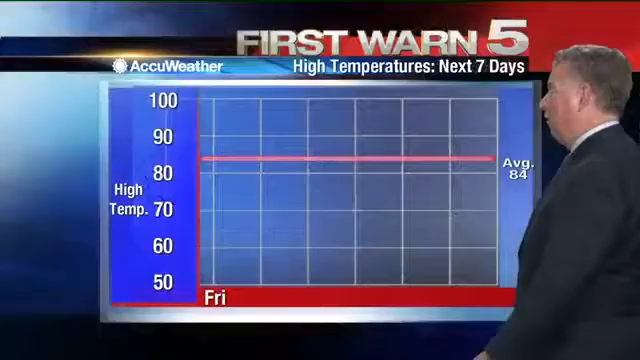 FIRST WARN 5
AccuWeather
High Temperatures: Next 7 Days
100
90
80
High
Temp.
70
60
50
Avg.
84
Fri